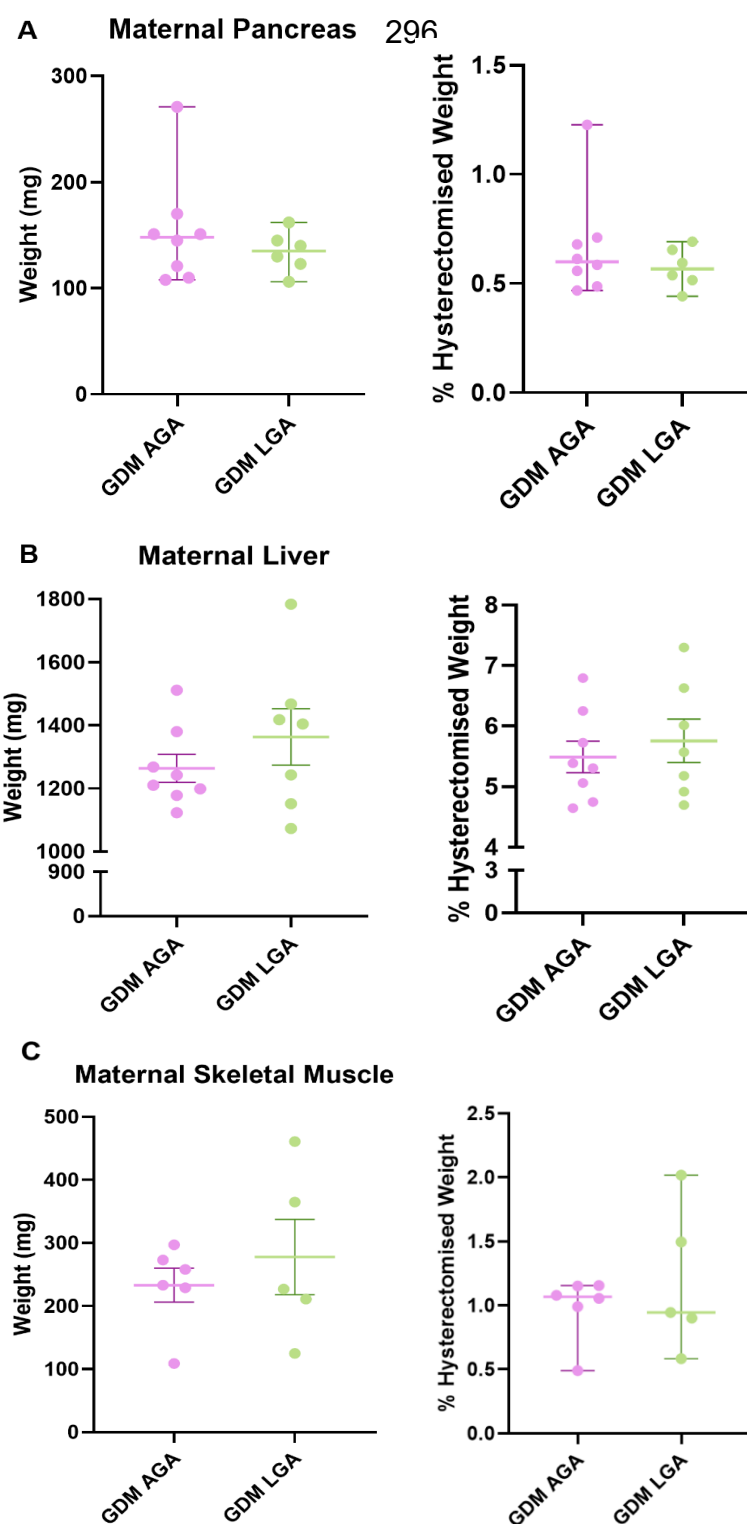 A
Maternal Pancreas
296
Weight (mg)
300
200
100
0
GDM AGA
GDM LGA
% Hysterectomised Weight
1.5
1.0
0.5
0.0
GDM AGA
GDM LGA
B
Maternal Liver
Weight (mg)
1800
1600
1400
1200
1000
900
0
GDM AGA
GDM LGA
% Hysterectomised Weight
8
7
6
5
4
3
0
GDM AGA
GDM LGA
C
Maternal Skeletal Muscle
Weight (mg)
500
400
300
200
100
0
GDM AGA
GDM LGA
% Hysterectomised Weight
2.5
2.0
1.5
1.0
0.5
0.0
GDM AGA
GDM LGA